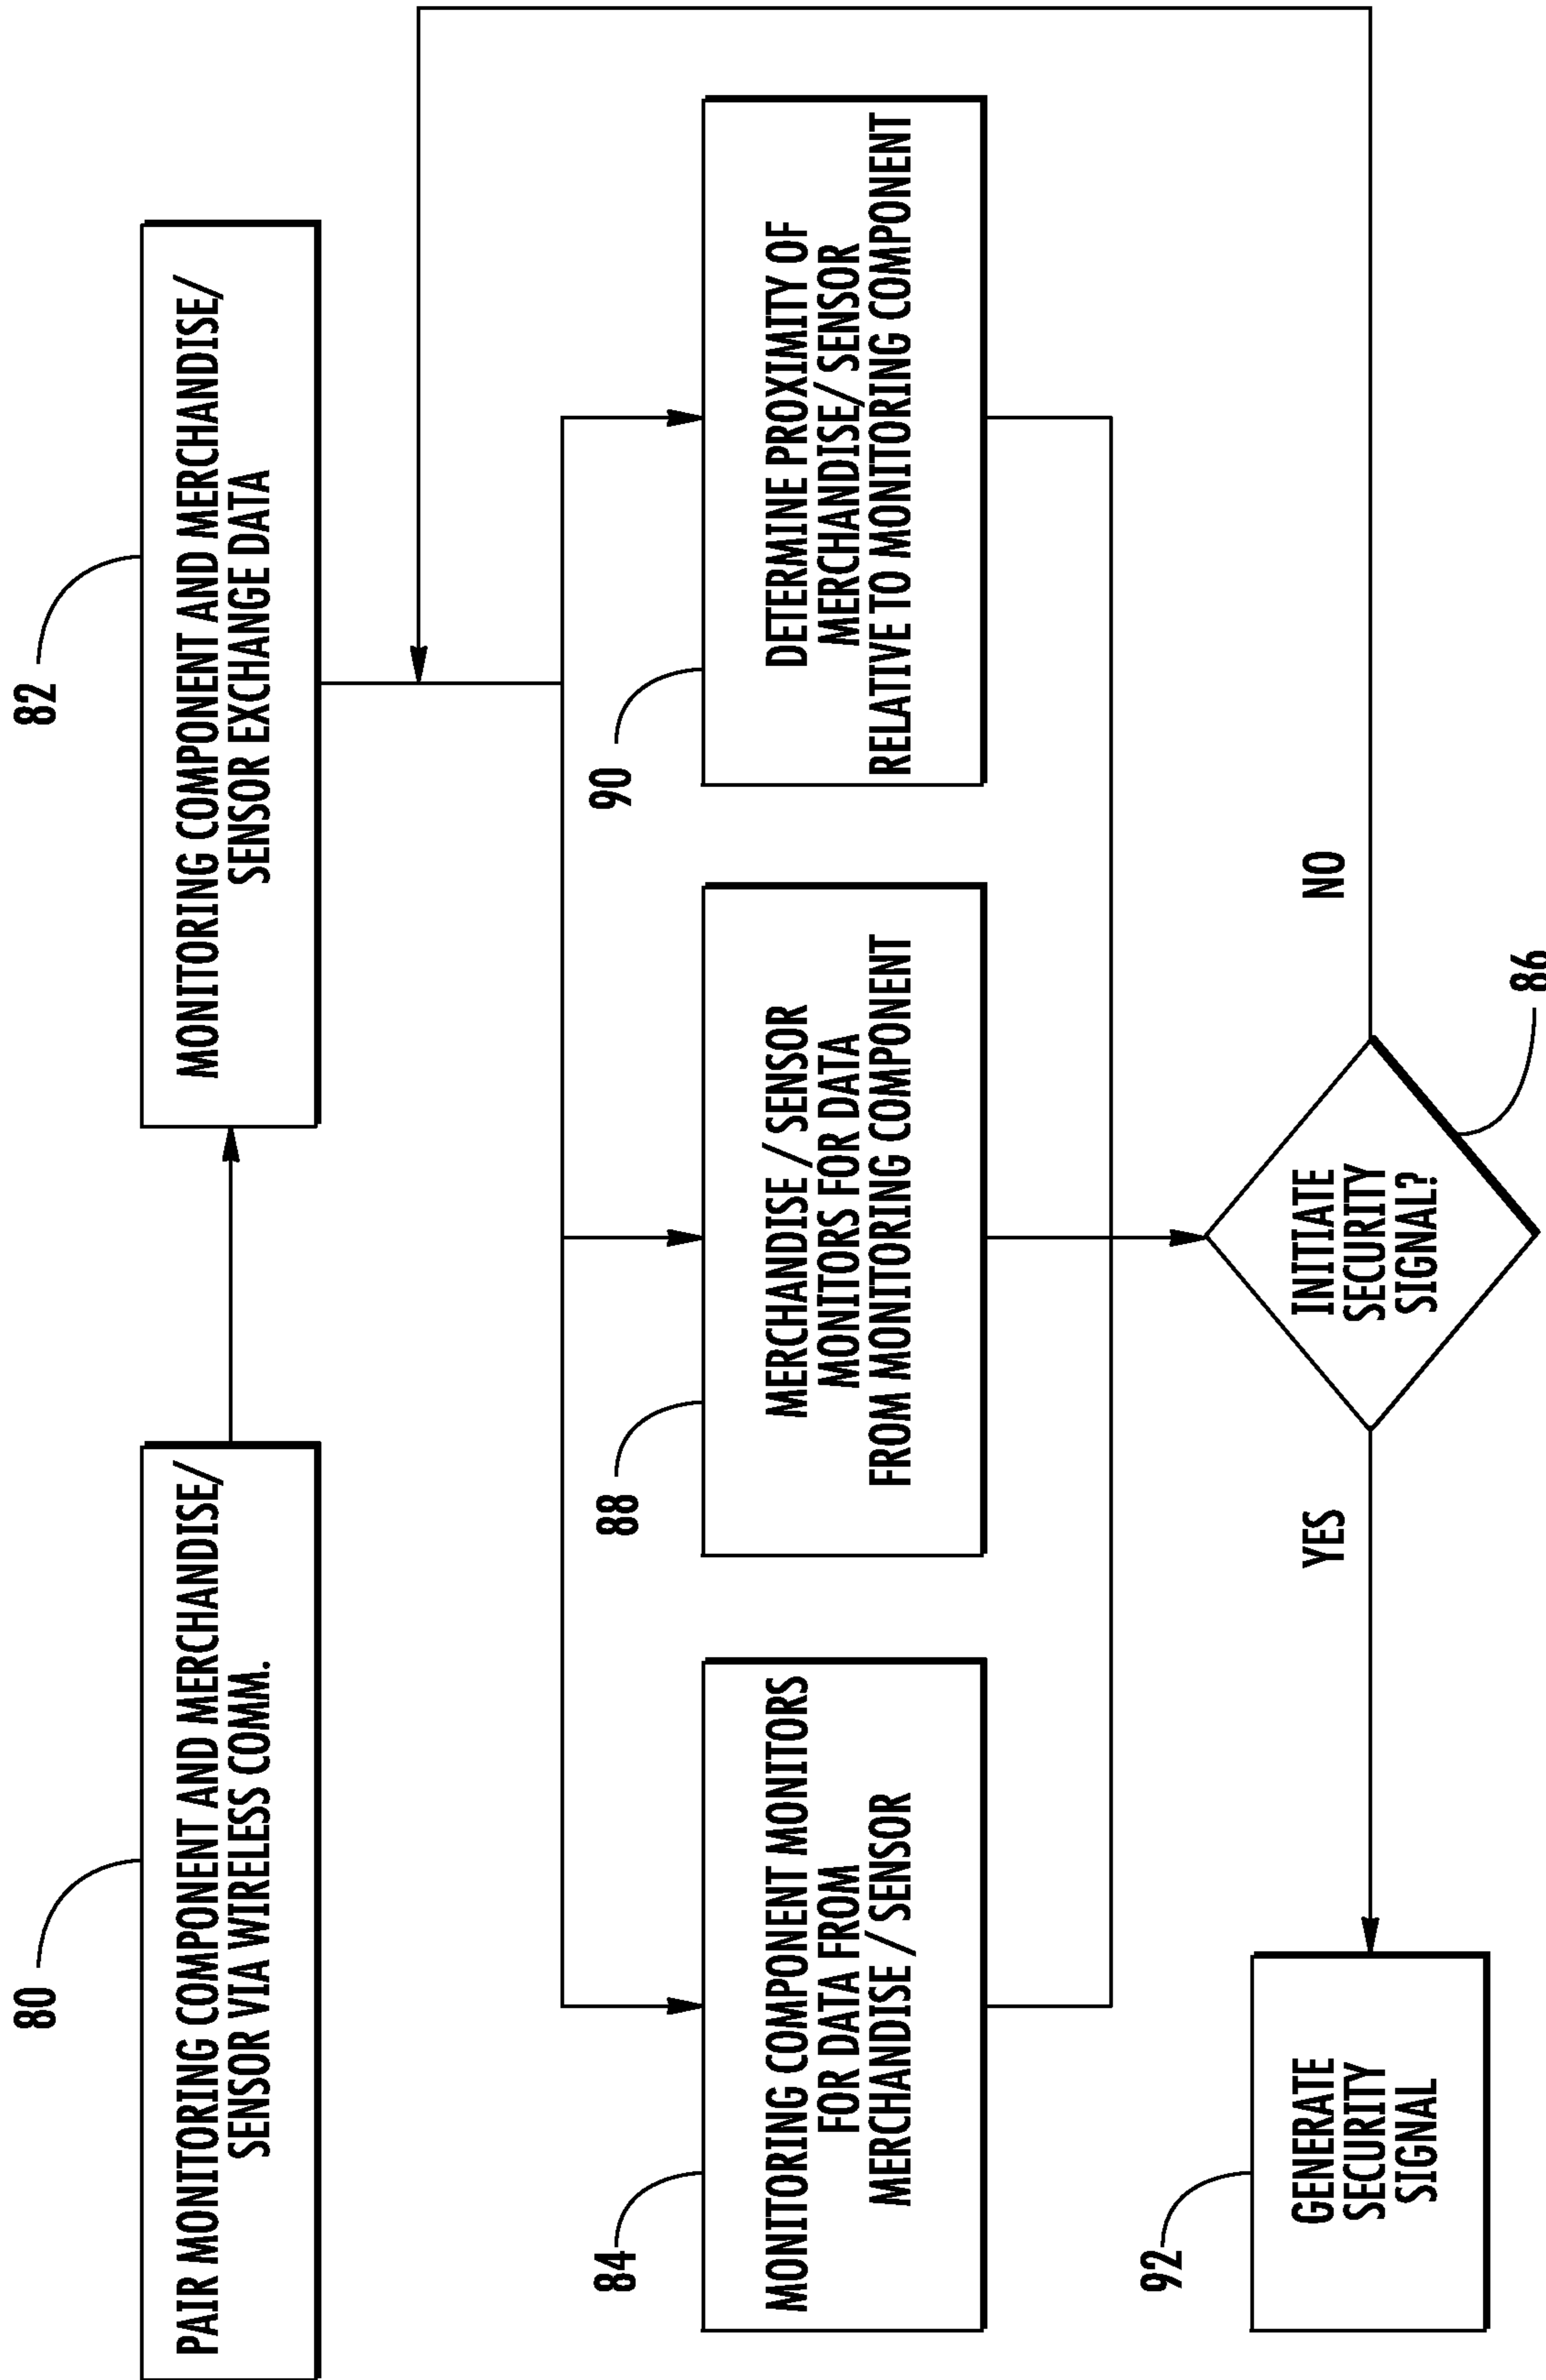 80
PAIR MONITORING COMPONENT AND MERCHANDISE/
SENSOR VIA WIRELESS COMM.
82
MONITORING COMPONENT AND MERCHANDISE/
SENSOR EXCHANGE DATA
84
MONITORING COMPONENT MONITORS
FOR DATA FROM
MERCHANDISE / SENSOR
88
MERCHANDISE / SENSOR
MONITORS FOR DATA
FROM MONITORING COMPONENT
90
DETERMINE PROXIMITY OF
MERCHANDISE/ SENSOR
RELATIVE TO MONITORING COMPONENT
92
GENERATE
SECURITY
SIGNAL
YES
INITIATE
SECURITY
SIGNAL?
NO
86